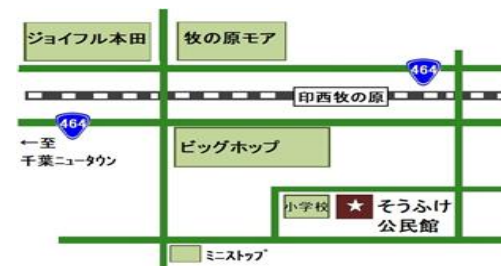 ジョイフル本田
牧の原モア
464
印西牧の原
464
←至
千葉ニュータウン
ビッグホップ
小学校
★ そうふけ
公民館
ミニストップ